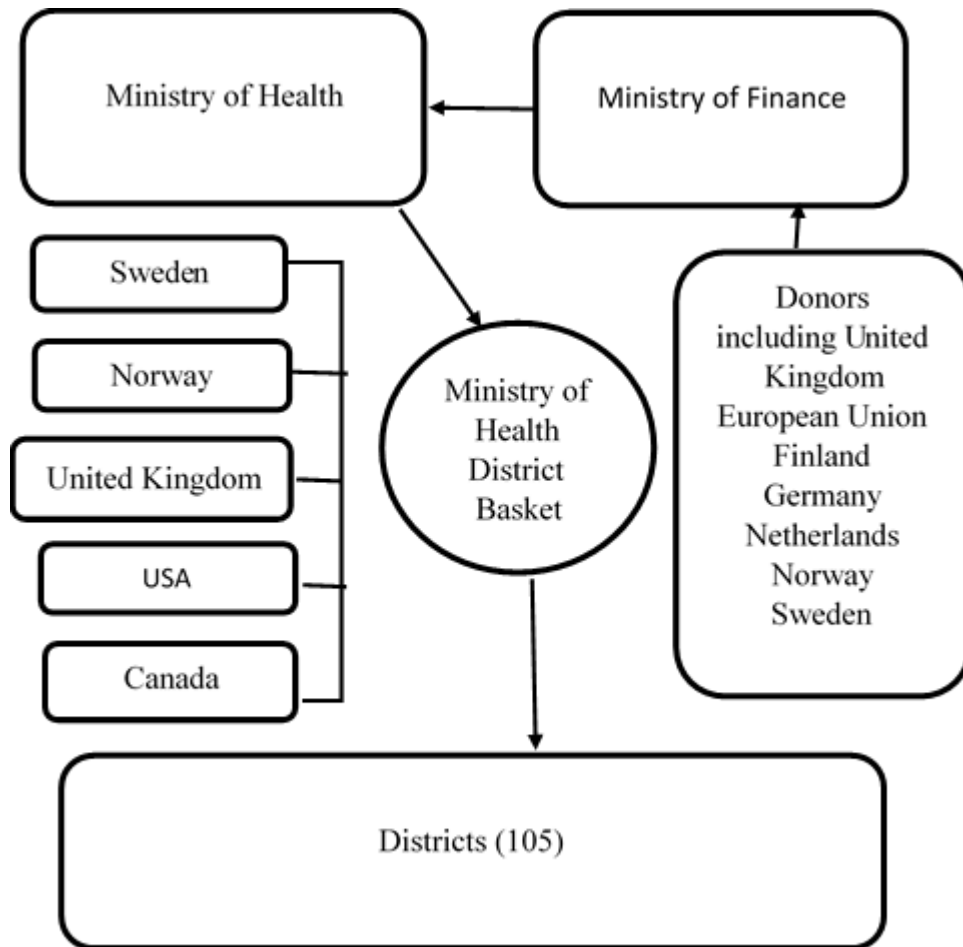 Ministry of Health
Ministry of Finance
Sweden
Norway
United Kingdom
USA
Canada
Ministry of
Health
District
Basket
Donors
including United
Kingdom
European Union
Finland
Germany
Netherlands
Norway
Sweden
Districts (105)